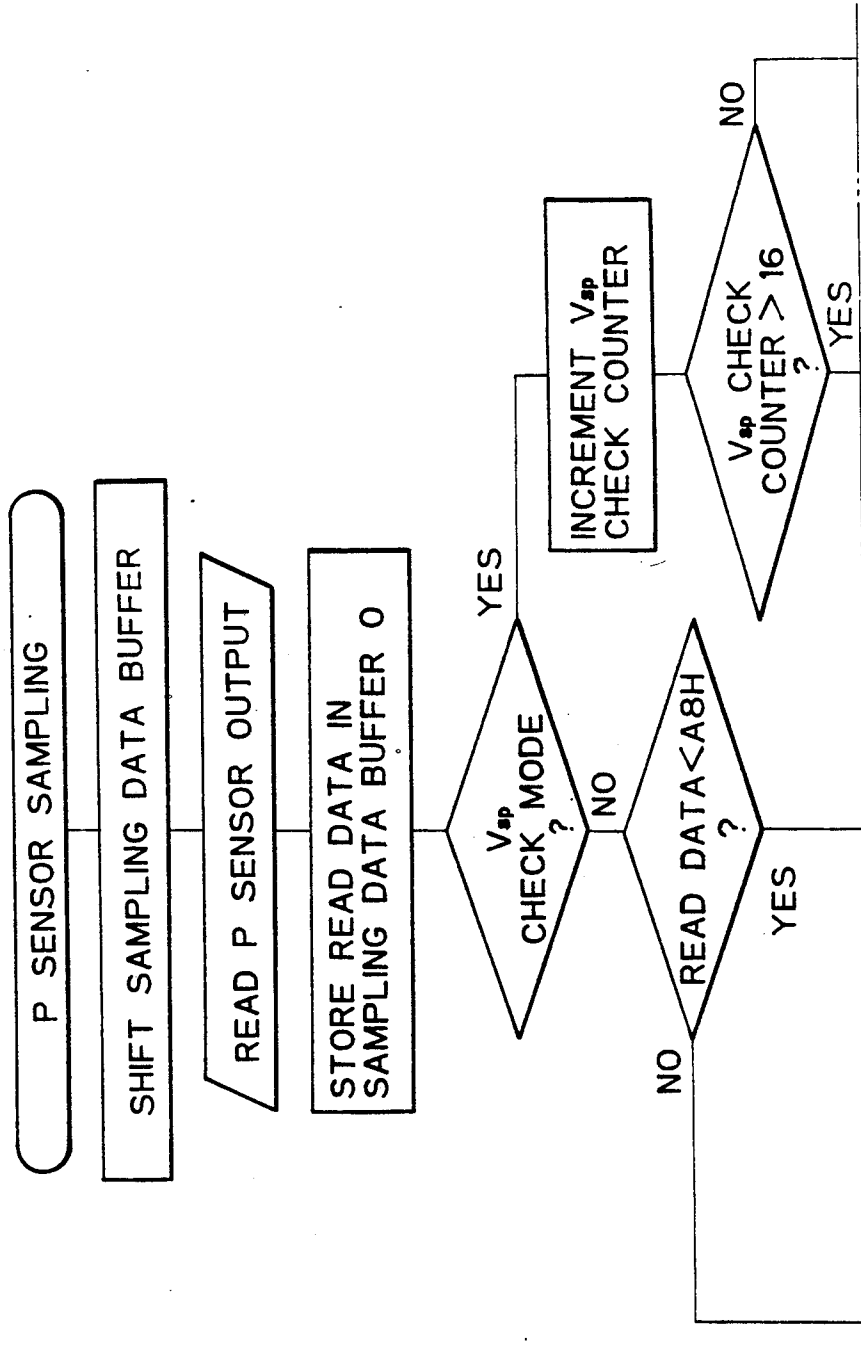 P SENSOR SAMPLING
SHIFT SAMPLING DATA BUFFER
READ P SENSOR OUTPUT
STORE READ DATA IN
SAMPLING DATA BUFFER 0
Vsp
CHECK MODE
?
YES
NO
INCREMENT Vsp
CHECK COUNTER
READ DATA<A8H
?
NO
YES
Vsp CHECK
COUNTER > 16
?
NO
YES